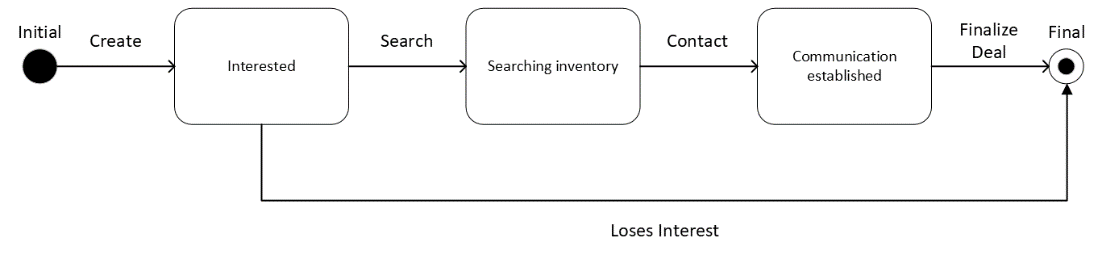 Initial
Create
Interested
Search
Searching inventory
Contact
Communication
established
Finalize
Deal
Final
Loses Interest